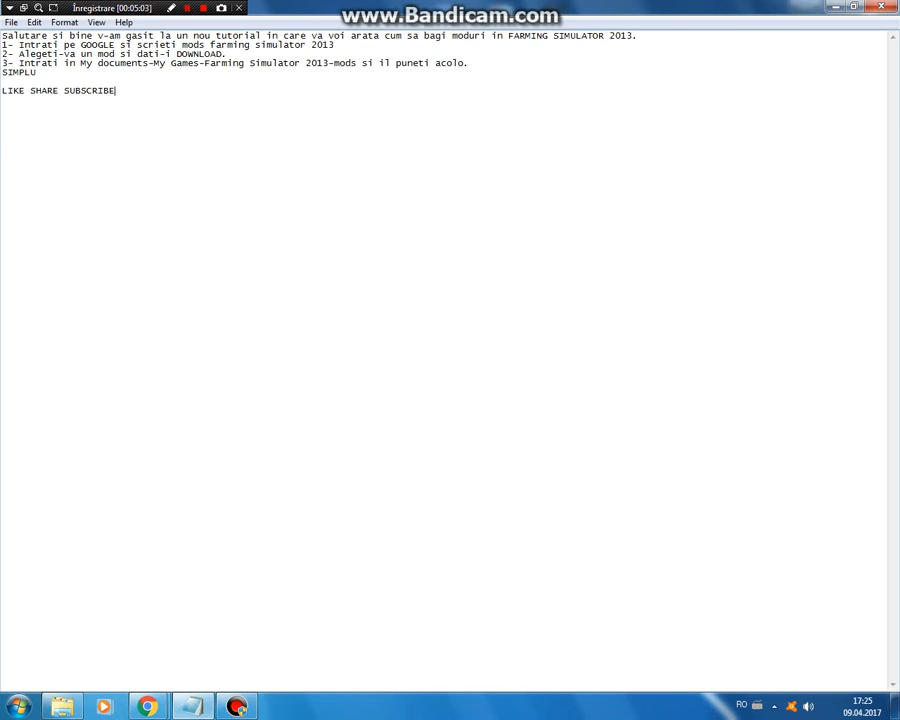 Înregistrare [00:05:03]
www.Bandicam.com
File Edit Format View Help
Salutare si bine v-am gasit la un nou tutorial in care va voi arata cum sa bagi moduri in FARMING SIMULATOR 2013.
1- Intrati pe GOOGLE si scrieti mods farming simulator 2013
2- Alegeti-va un mod si dati-i DOWNLOAD.
3- Intrati in My documents-My Games-Farming Simulator 2013-mods si il puneti acolo.
SIMPLU
LIKE SHARE SUBSCRIBE
RO
17:25
09.04.2017